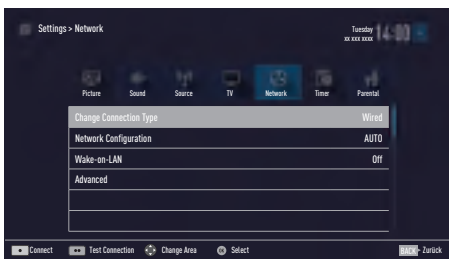 Settings > Network
Tuesday
xx xxx xxxx
14:00
Picture Sound Source TV Network Timer Parental
Change Connection Type Wired
Network Configuration AUTO
Wake-on-LAN Off
Advanced
Connect Test Connection Change Area OK Select BACK Zurück